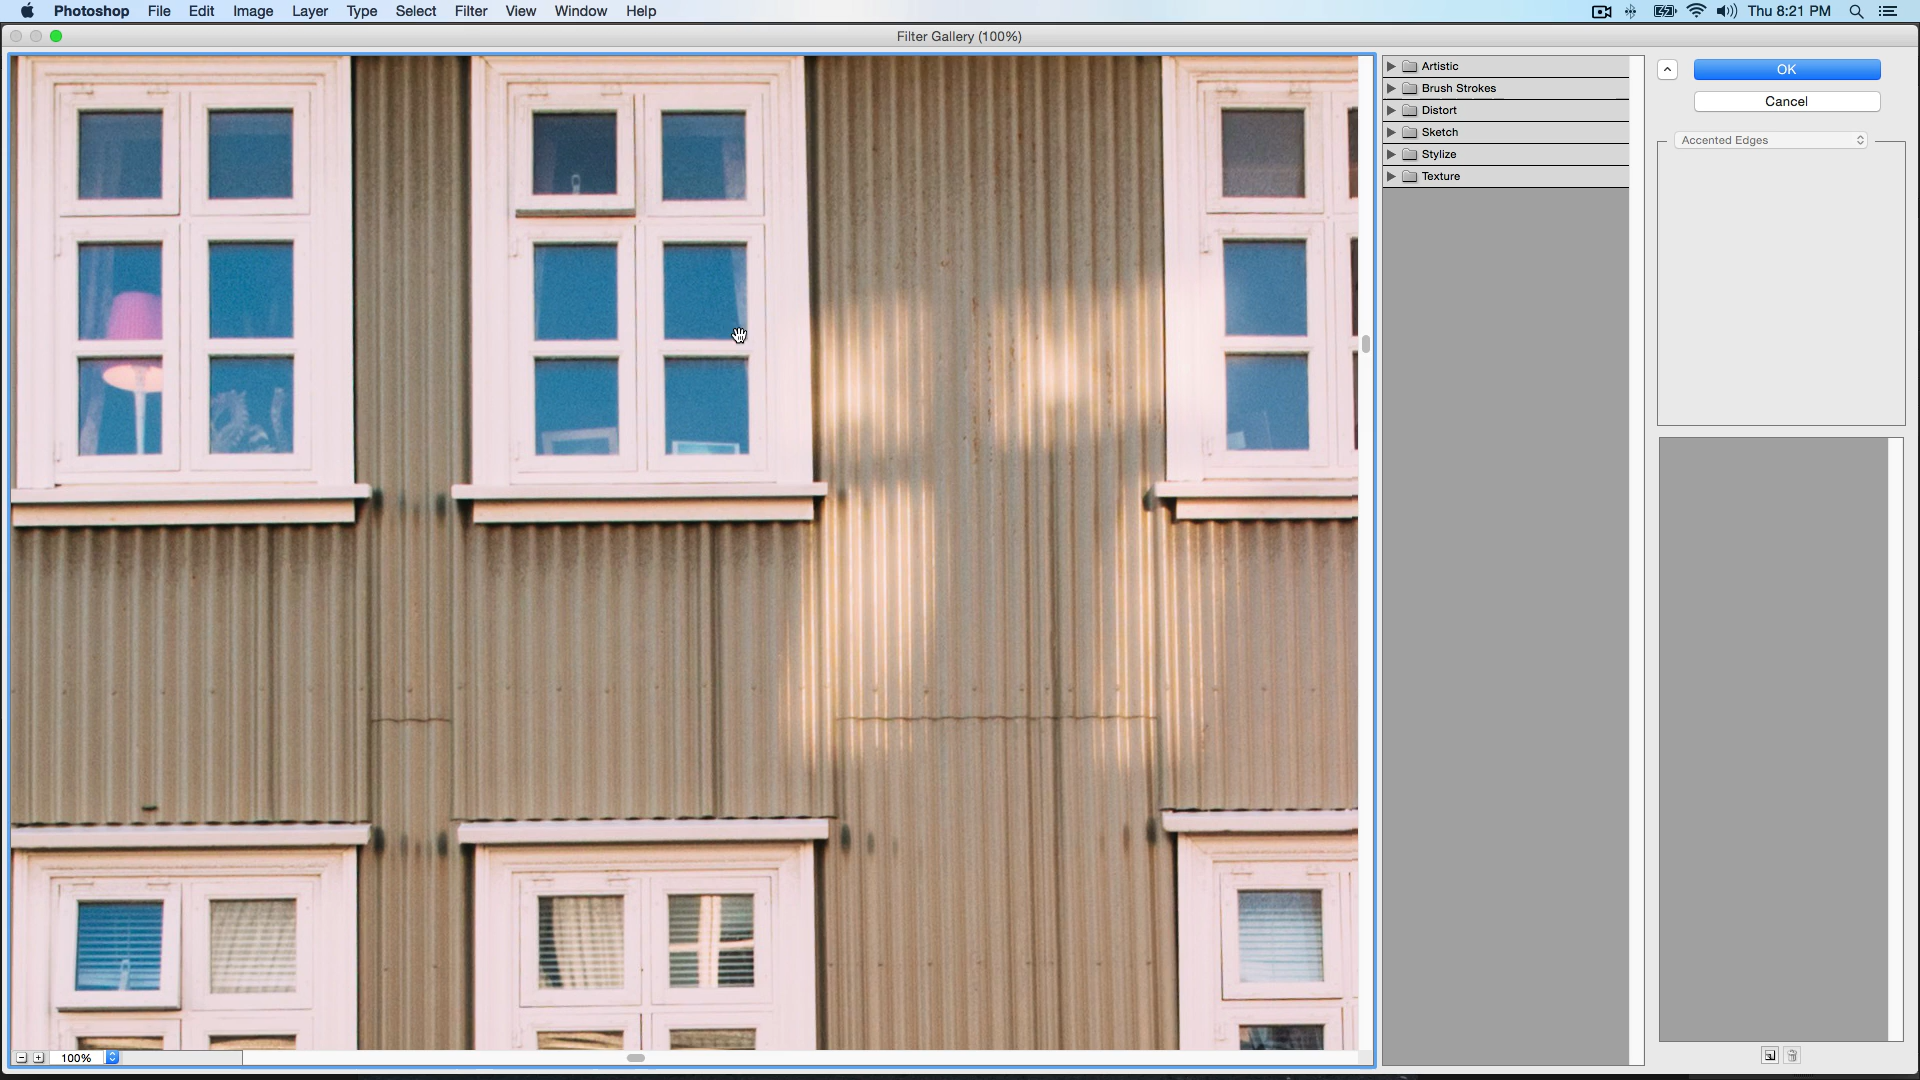 Photoshop File Edit Image Layer Type Select Filter View Window Help Thu 8:21 PM
Filter Gallery (100%)
Artistic
Brush Strokes
Distort
Sketch
Stylize
Texture
OK
Cancel
Accented Edges
100%